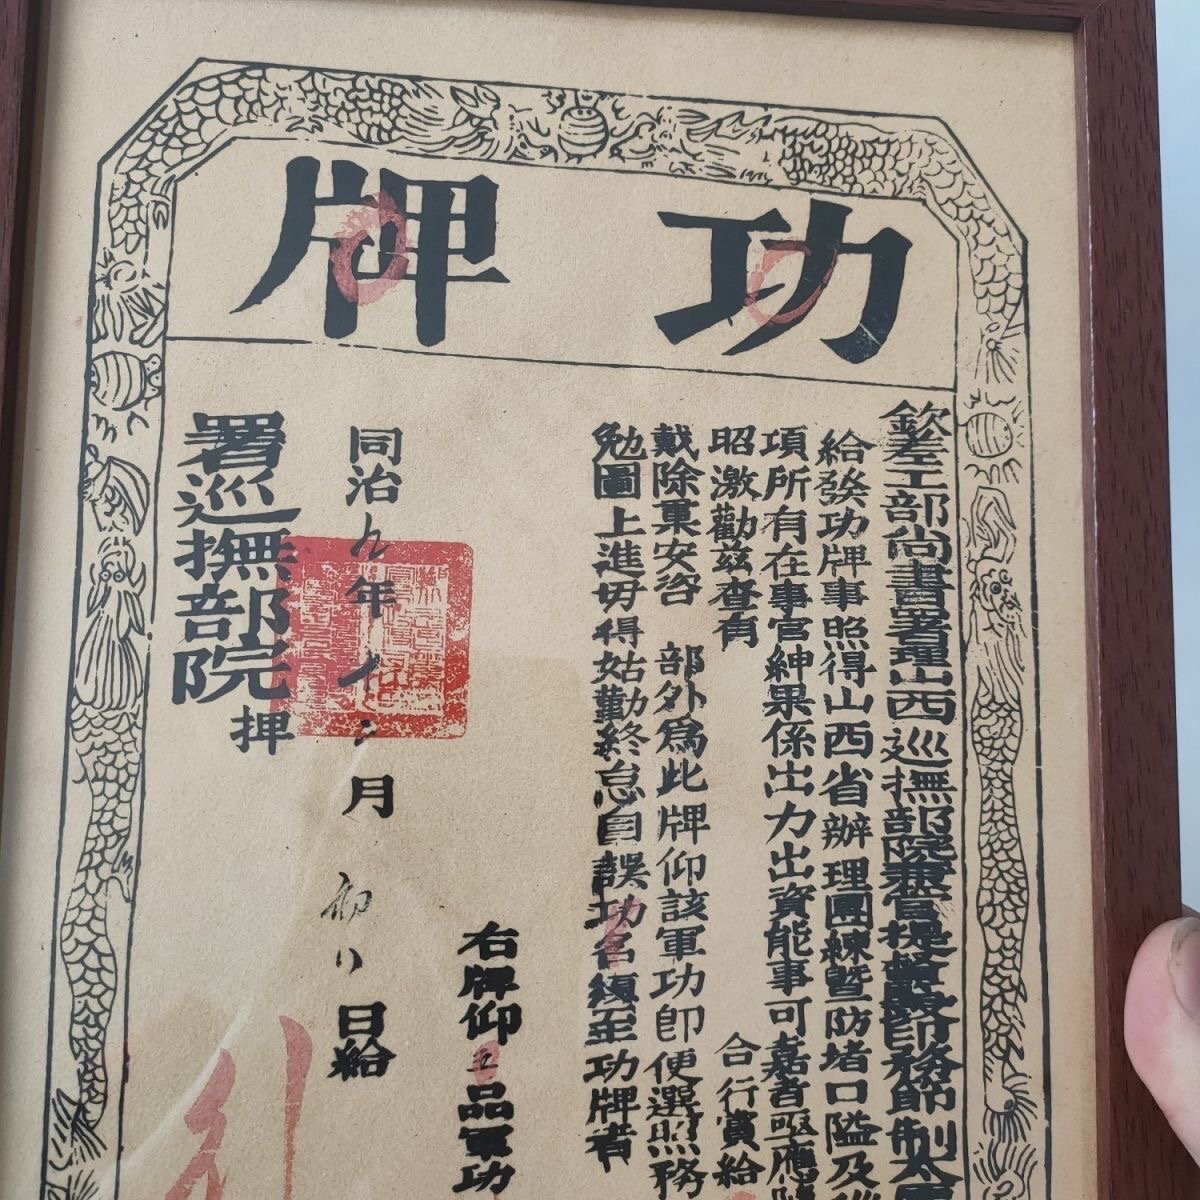 功牌
欽差工部尚書署理山西巡撫部院兼管提督鹽印務節制太
給發功牌事照得山西省辦理團練暨防堵口隘及
項所有在事官紳果係出力出資能事可嘉者亟應
昭激勸茲查有 合行賞給
戴除稟安咨 部外為此牌仰該軍功即便遵照務
勉圖上進毋得始勤終怠自誤功名須至功牌者
右牌仰五品軍功
同治九年 月初八日給
署巡撫部院押